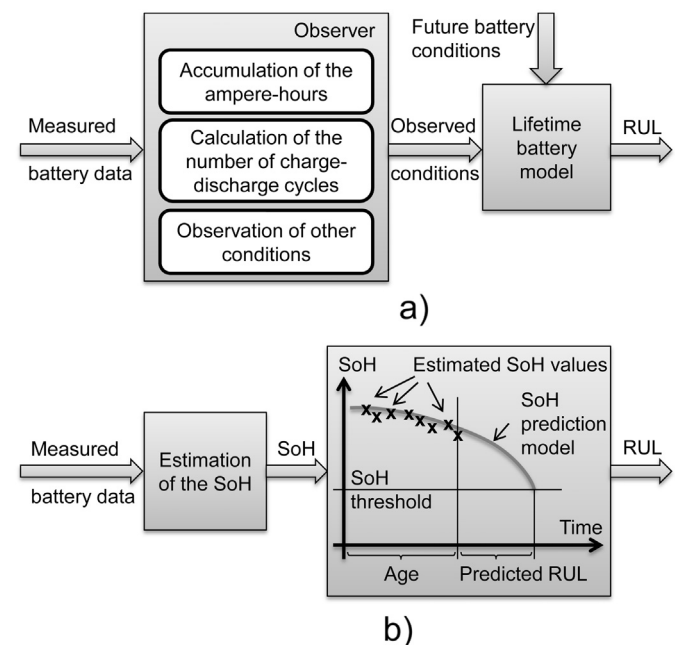 Observer
Accumulation of the
ampere-hours
Calculation of the
number of charge-
discharge cycles
Observation of other
conditions
Measured
battery data
Observed
conditions
Future battery
conditions
Lifetime
battery
model
RUL
a)
Measured
battery data
Estimation
of the SoH
SoH
SoH
Estimated SoH values
SoH
prediction
model
SoH
threshold
Time
Age
Predicted RUL
RUL
b)